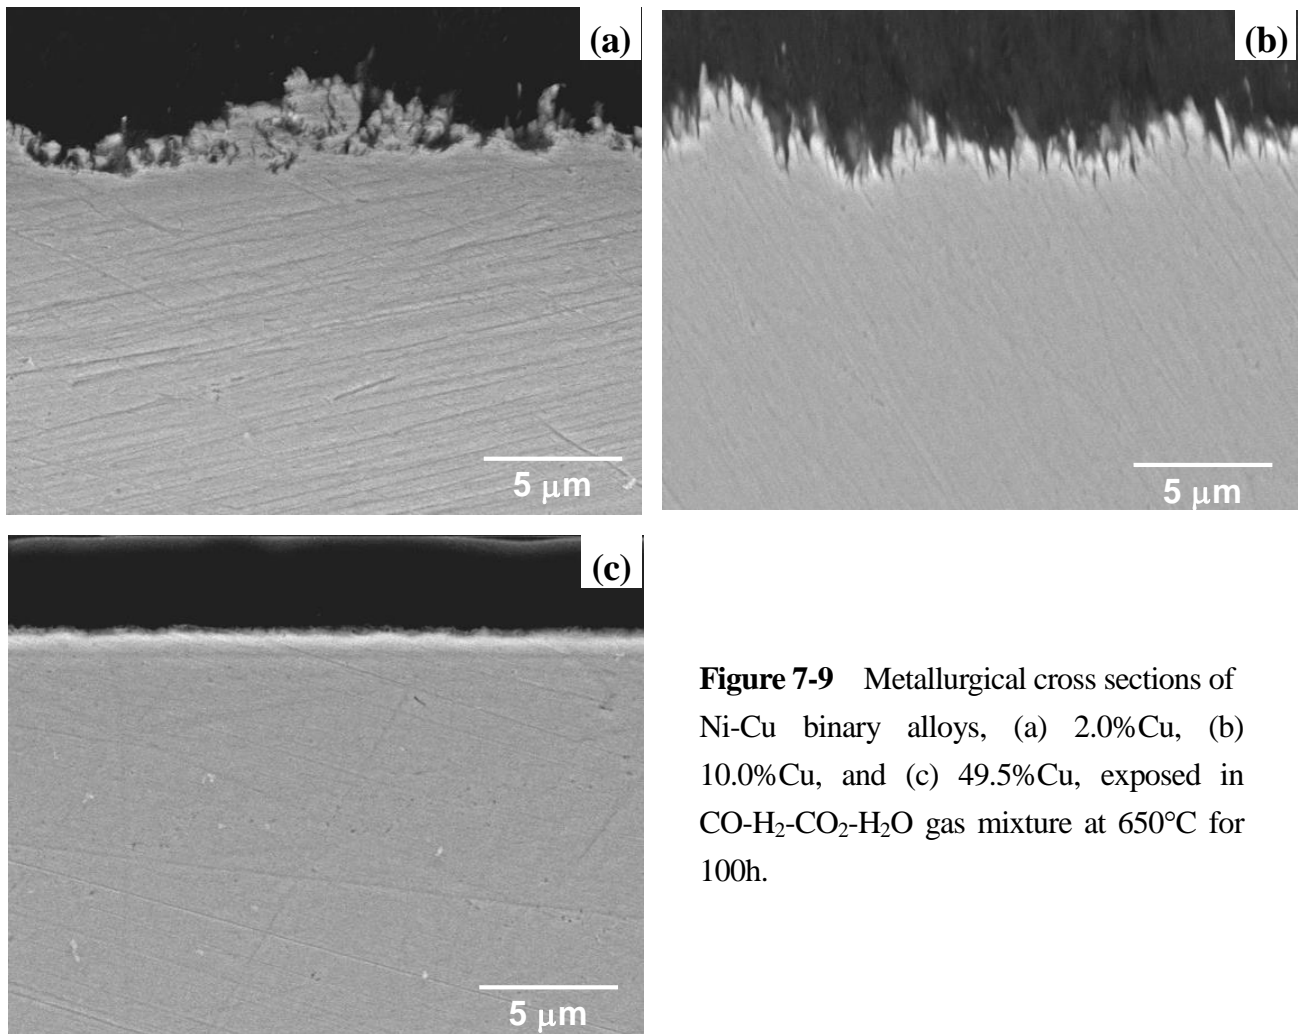 (a)
(b)
5 μm
5 μm
(c)
Figure 7-9 Metallurgical cross sections of
Ni-Cu binary alloys, (a) 2.0%Cu, (b)
10.0%Cu, and (c) 49.5%Cu, exposed in
CO-H₂-CO₂-H₂O gas mixture at 650°C for
100h.
5 μm